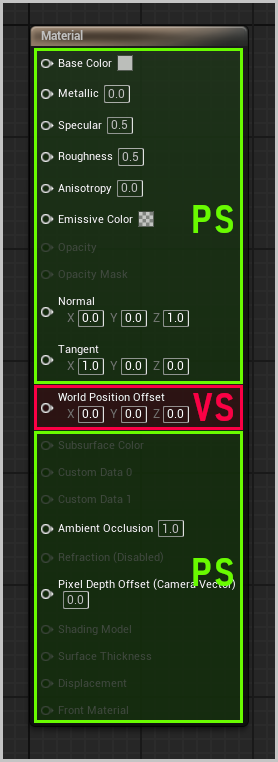 Material
Base Color
Metallic 0.0
Specular 0.5
Roughness 0.5
Anisotropy 0.0
Emissive Color
PS
Opacity
Opacity Mask
Normal
X 0.0 Y 0.0 Z 1.0
Tangent
X 1.0 Y 0.0 Z 0.0
World Position Offset
X 0.0 Y 0.0 Z 0.0
VS
Subsurface Color
Custom Data 0
Custom Data 1
Ambient Occlusion 1.0
Refraction (Disabled)
PS
Pixel Depth Offset (Camera Vector)
0.0
Shading Model
Surface Thickness
Displacement
Front Material